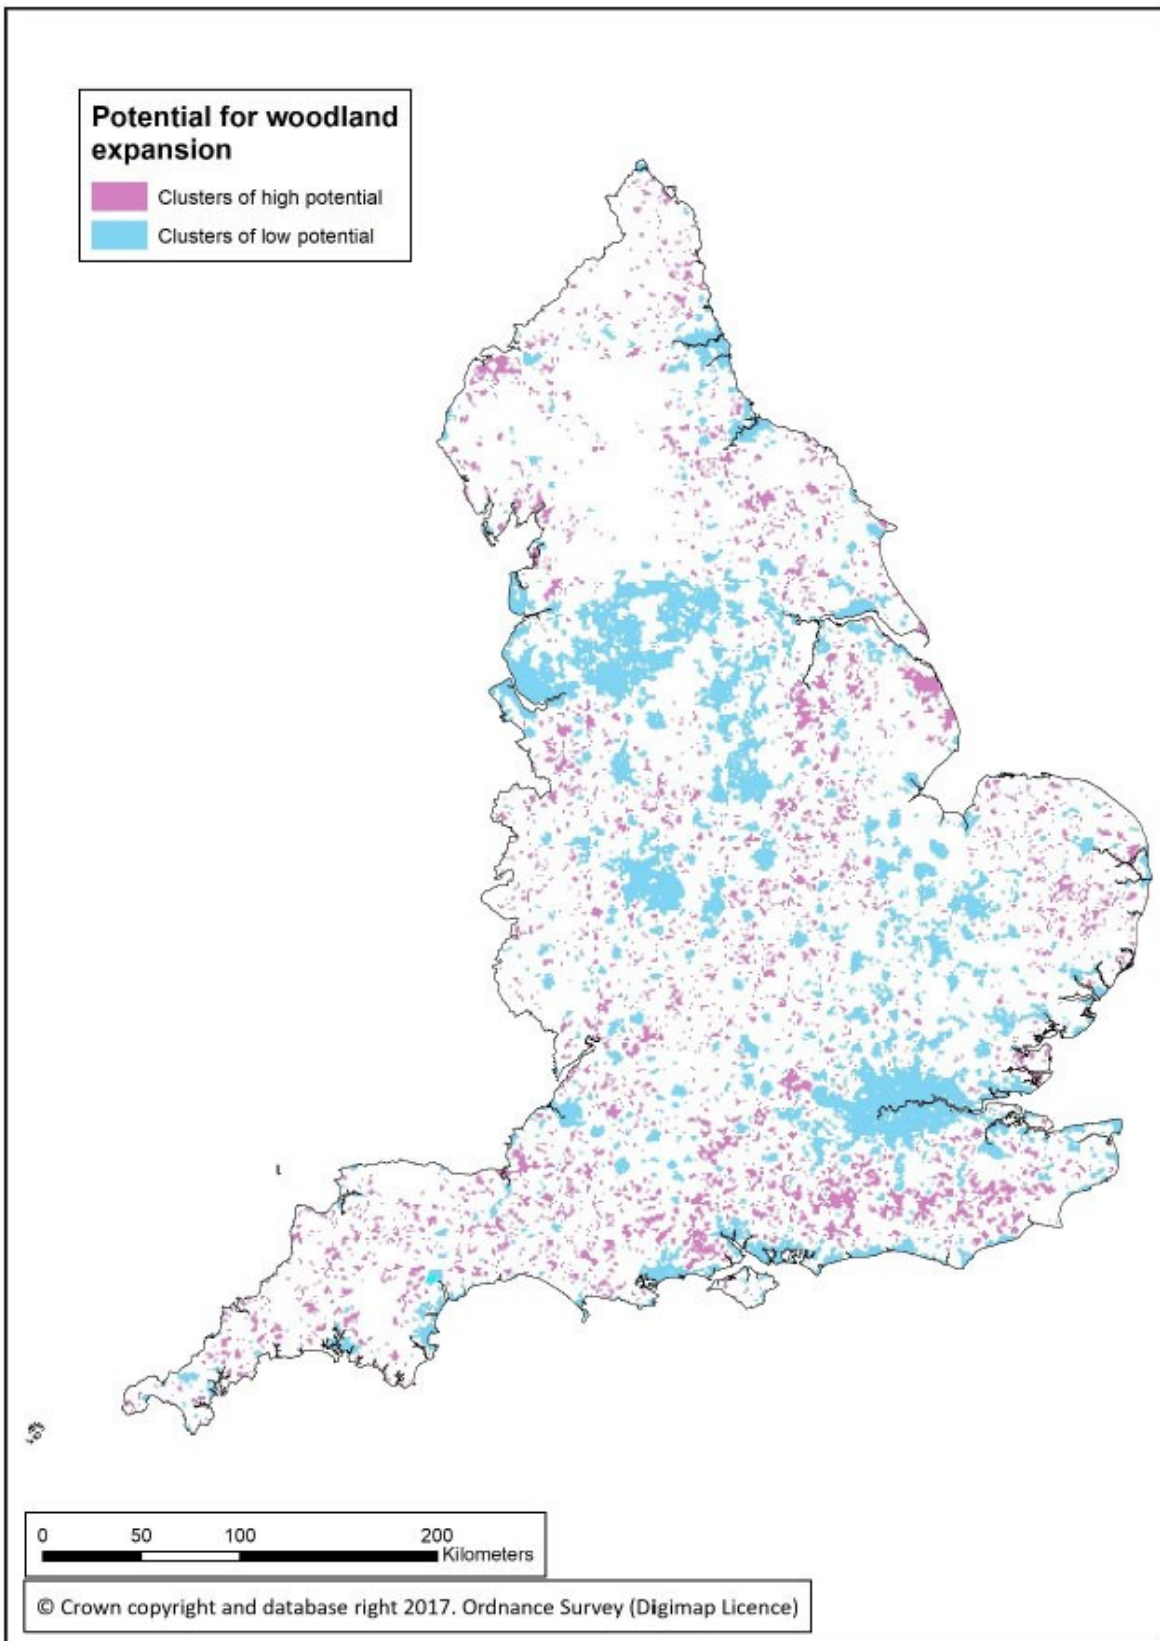 Potential for woodland
expansion
Clusters of high potential
Clusters of low potential
0 50 100 200
Kilometers
© Crown copyright and database right 2017. Ordnance Survey (Digimap Licence)